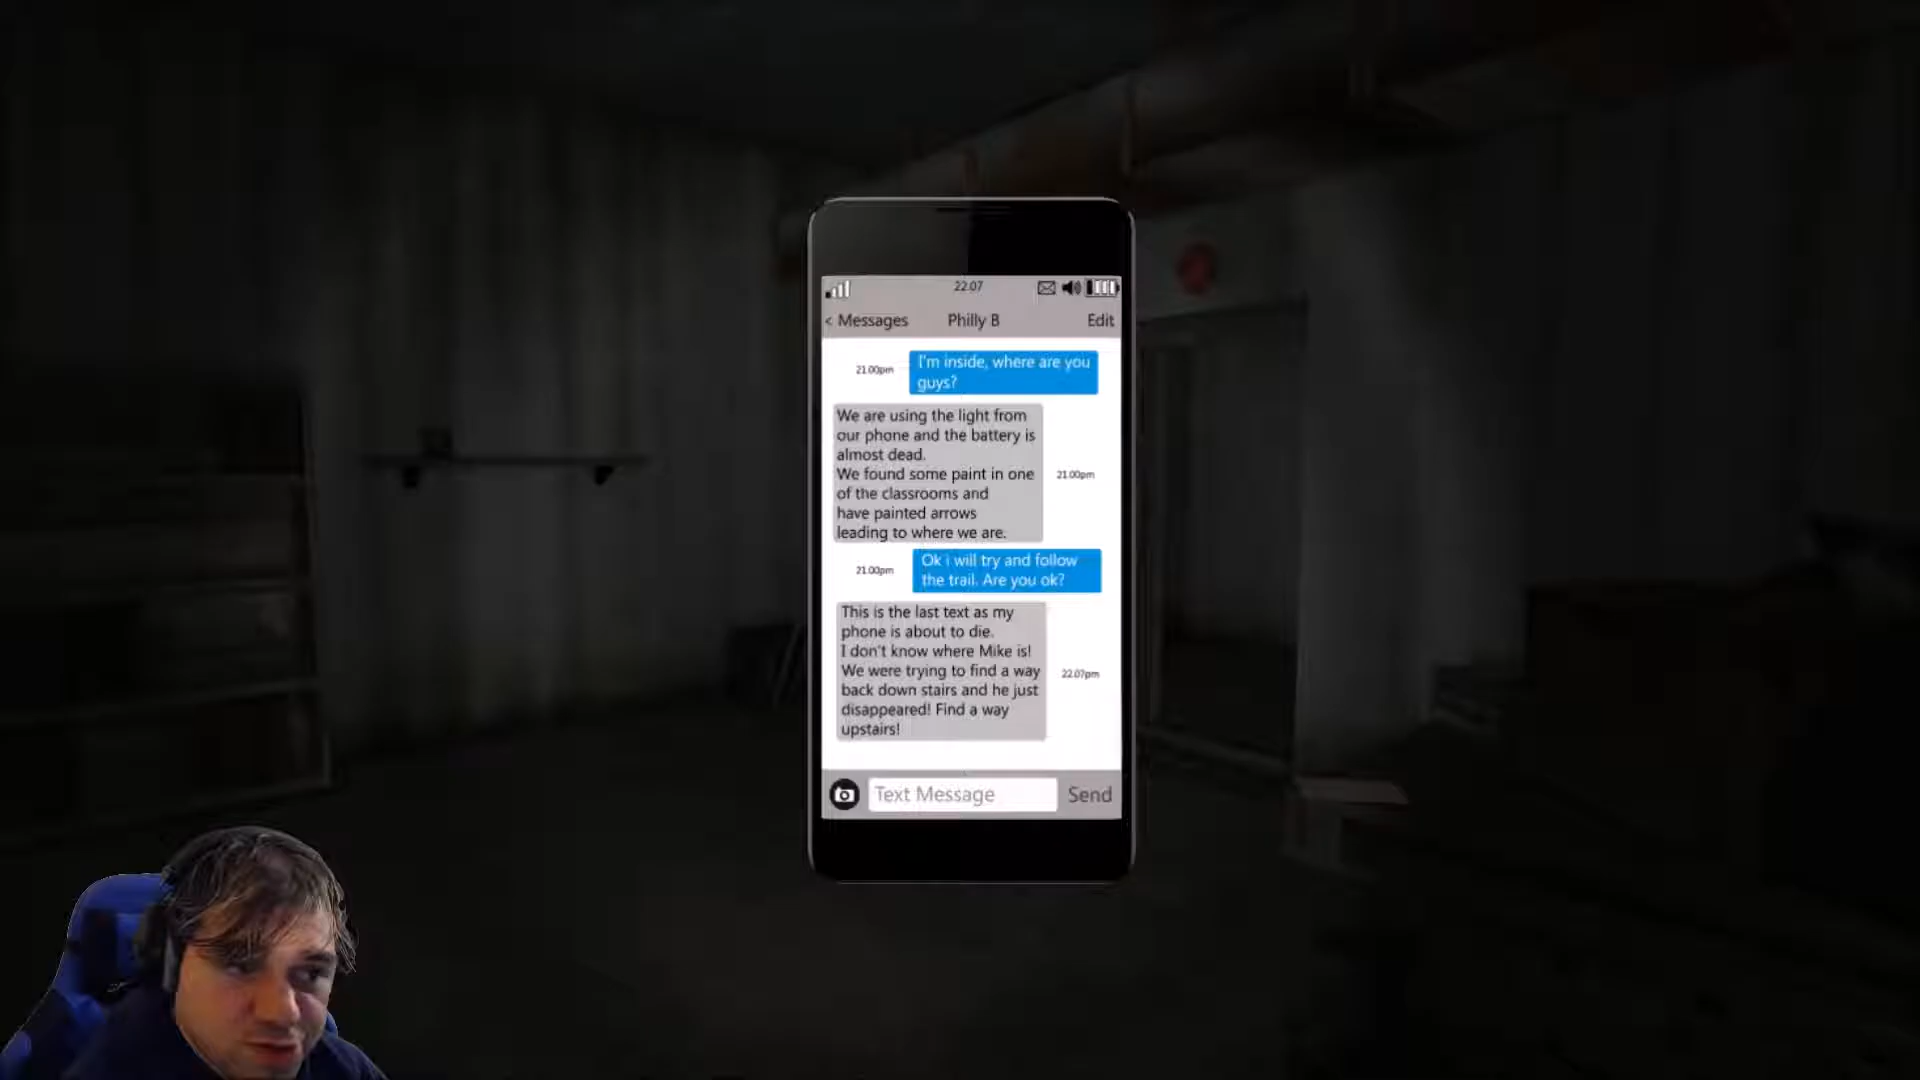 22.07
< Messages
Philly B
Edit
21.00pm
I'm inside, where are you
guys?
We are using the light from
our phone and the battery is
almost dead.
We found some paint in one
of the classrooms and
have painted arrows
leading to where we are.
21.00pm
21.00pm
Ok i will try and follow
the trail. Are you ok?
This is the last text as my
phone is about to die.
I don't know where Mike is!
We were trying to find a way
back down stairs and he just
disappeared! Find a way
upstairs!
22.07pm
Text Message
Send